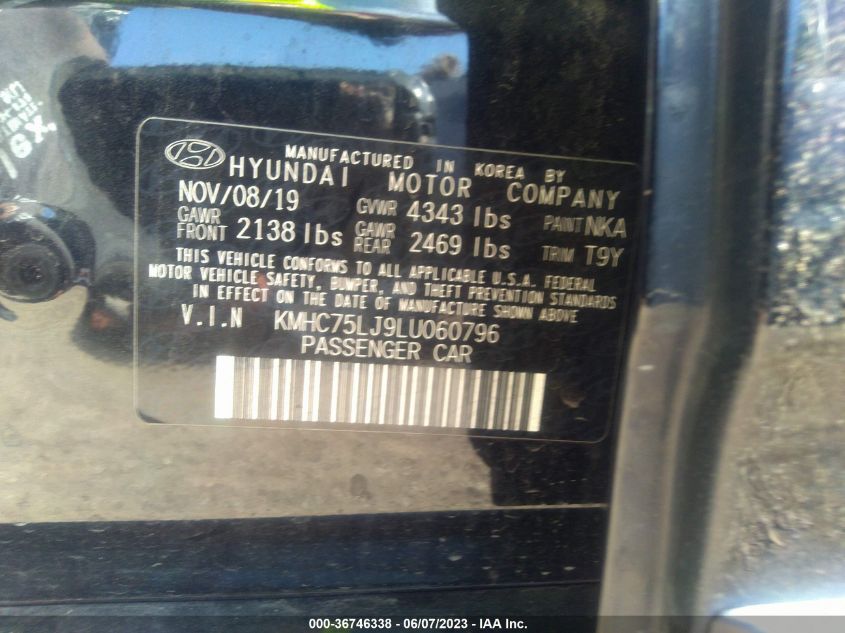 MANUFACTURED IN KOREA BY
HYUNDAI MOTOR COMPANY
NOV/08/19 GVWR 4343 lbs PAINT NKA
GAWR FRONT 2138 lbs GAWR REAR 2469 lbs TRIM T9Y
THIS VEHICLE CONFORMS TO ALL APPLICABLE U.S.A. FEDERAL
MOTOR VEHICLE SAFETY, BUMPER, AND THEFT PREVENTION STANDARDS
IN EFFECT ON THE DATE OF MANUFACTURE SHOWN ABOVE
V.I.N KMHC75LJ9LU060796
PASSENGER CAR
000-36746338 - 06/07/2023 - IAA Inc.